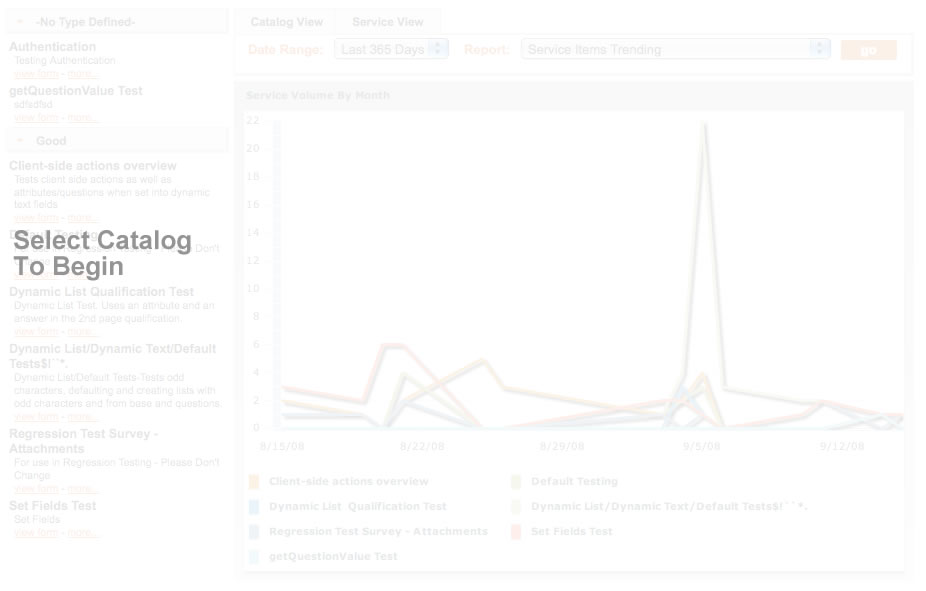 -No Type Defined-
Authentication
Testing Authentication
view form - more...
getQuestionValue Test
sdfsdfsd
view form - more...
Good
Client-side actions overview
Tests client side actions as well as
attributes/questions when set into dynamic
text fields
view form - more...
Default Testing
Select Catalog
To Begin
Dynamic List Qualification Test
Dynamic List Test. Uses an attribute and an
answer in the 2nd page qualification.
view form - more...
Dynamic List/Dynamic Text/Default
Tests$!`¨*.
Dynamic List/Default Tests-Tests odd
characters, defaulting and creating lists with
odd characters and from base and questions.
view form - more...
Regression Test Survey -
Attachments
For use in Regression Testing - Please Don't
Change
view form - more...
Set Fields Test
Set Fields
view form - more...
Catalog View Service View
Date Range: Last 365 Days Report: Service Items Trending go
Service Volume By Month
22
20
18
16
14
12
10
8
6
4
2
0
8/15/08 8/22/08 8/29/08 9/5/08 9/12/08
Client-side actions overview Default Testing
Dynamic List Qualification Test Dynamic List/Dynamic Text/Default Tests$!`¨*.
Regression Test Survey - Attachments Set Fields Test
getQuestionValue Test